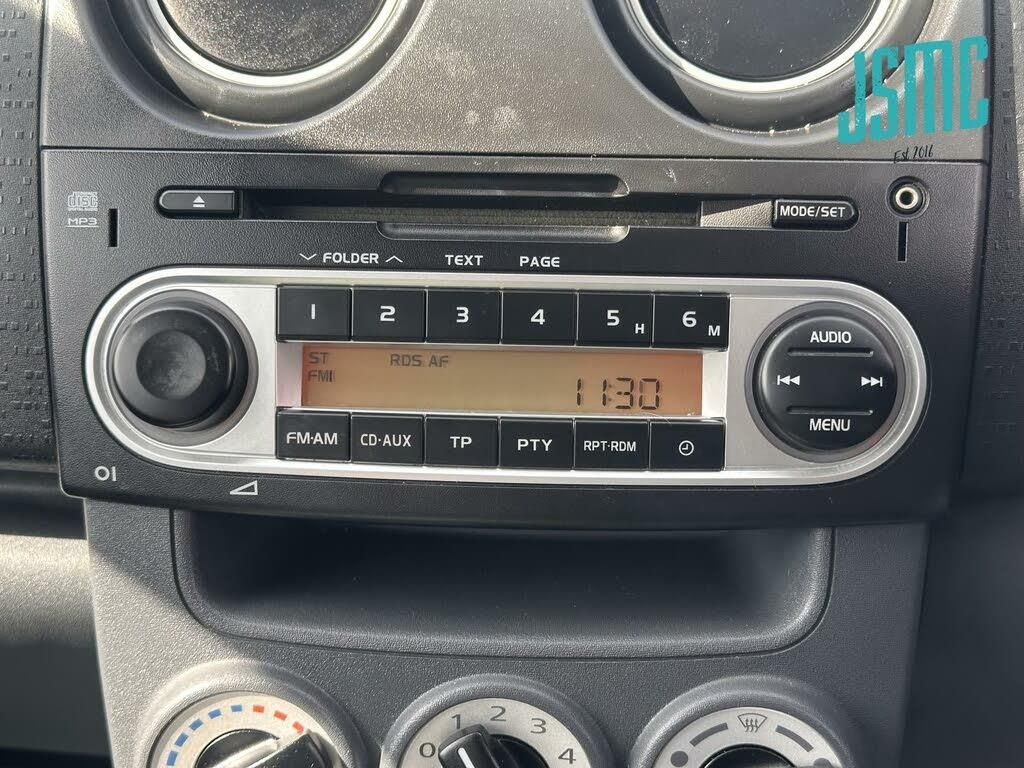 JSMC
Est 2016
DISC
MP3
MODE/SET
FOLDER TEXT PAGE
1 2 3 4 5 H 6 M
AUDIO
ST RDS AF
FM1
11:30
MENU
FM·AM CD·AUX TP PTY RPT·RDM
0 1 2 3 4